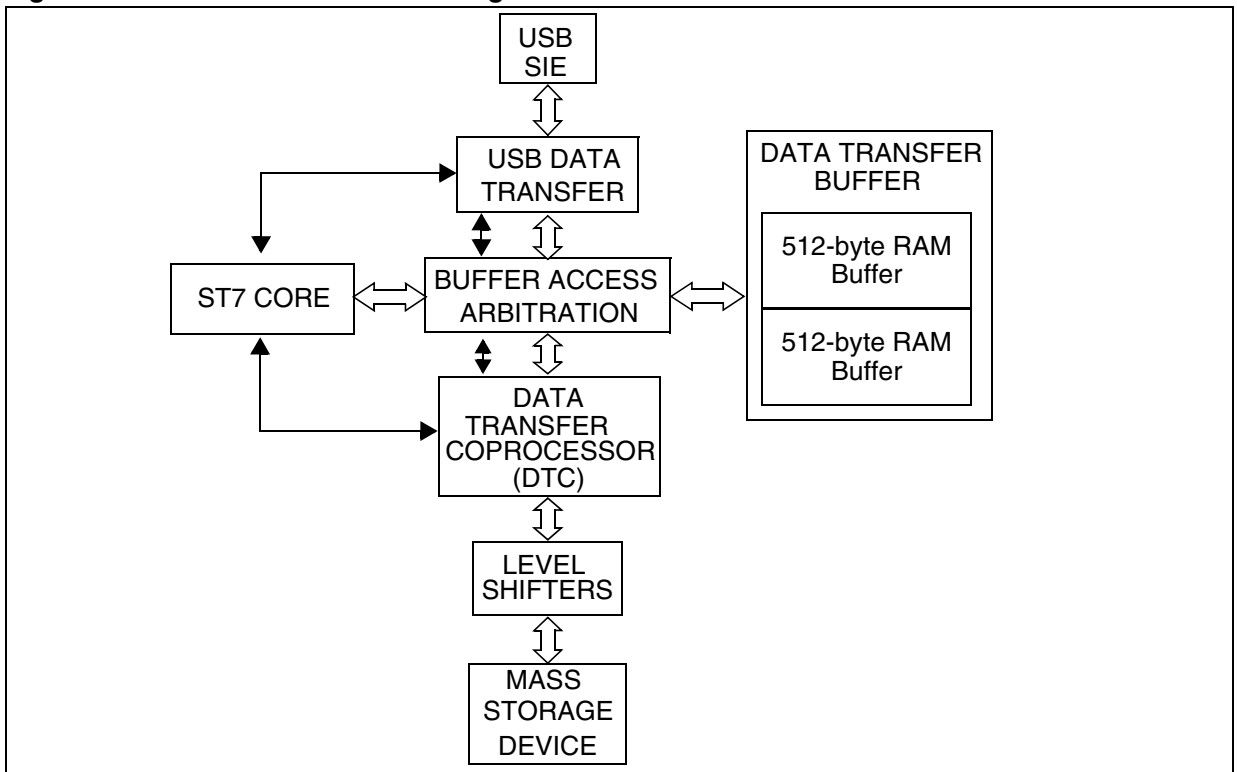 USB
SIE
USB DATA
TRANSFER
DATA TRANSFER
BUFFER
512-byte RAM
Buffer
512-byte RAM
Buffer
ST7 CORE
BUFFER ACCESS
ARBITRATION
DATA
TRANSFER
COPROCESSOR
(DTC)
LEVEL
SHIFTERS
MASS
STORAGE
DEVICE